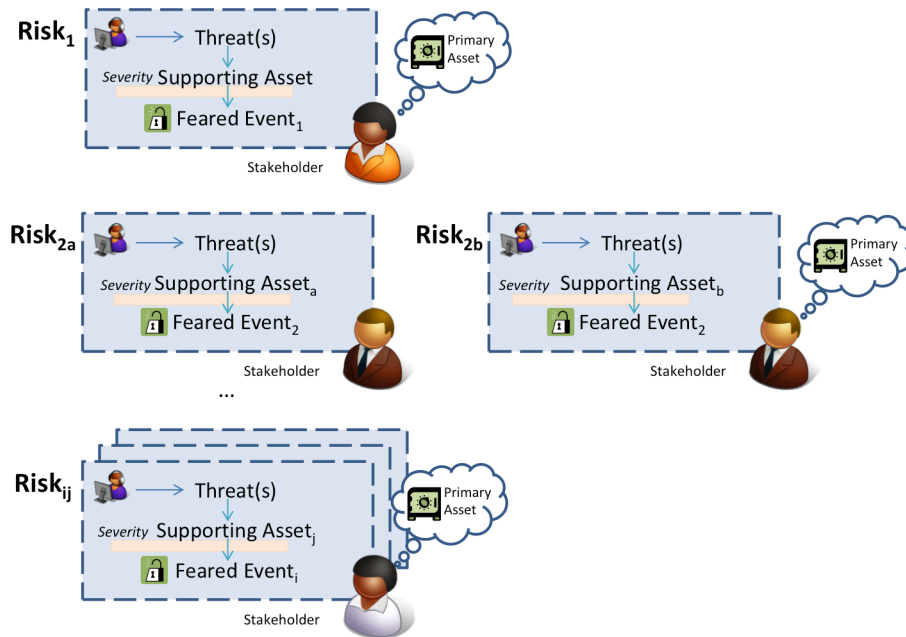 Risk₁
Threat(s)
Severity Supporting Asset
Feared Event₁
Stakeholder
Primary
Asset
Risk₂ₐ
Threat(s)
Severity Supporting Assetₐ
Feared Event₂
Stakeholder
Risk₂b
Threat(s)
Severity Supporting Asset_b
Feared Event₂
Stakeholder
Primary
Asset
...
Riskᵢⱼ
Threat(s)
Severity Supporting Assetⱼ
Feared Eventᵢ
Stakeholder
Primary
Asset